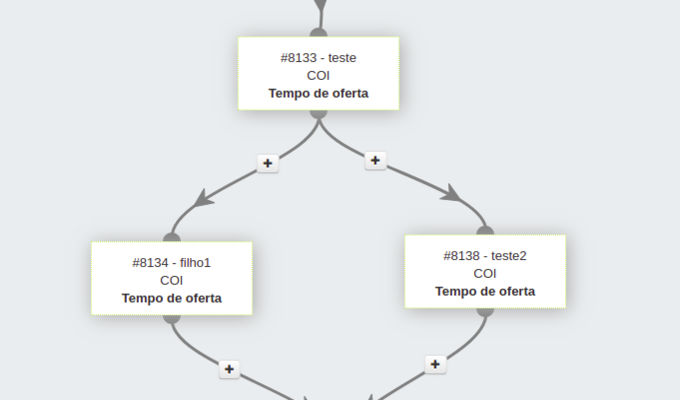 #8133 - teste
COI
Tempo de oferta
#8134 - filho1
COI
Tempo de oferta
#8138 - teste2
COI
Tempo de oferta